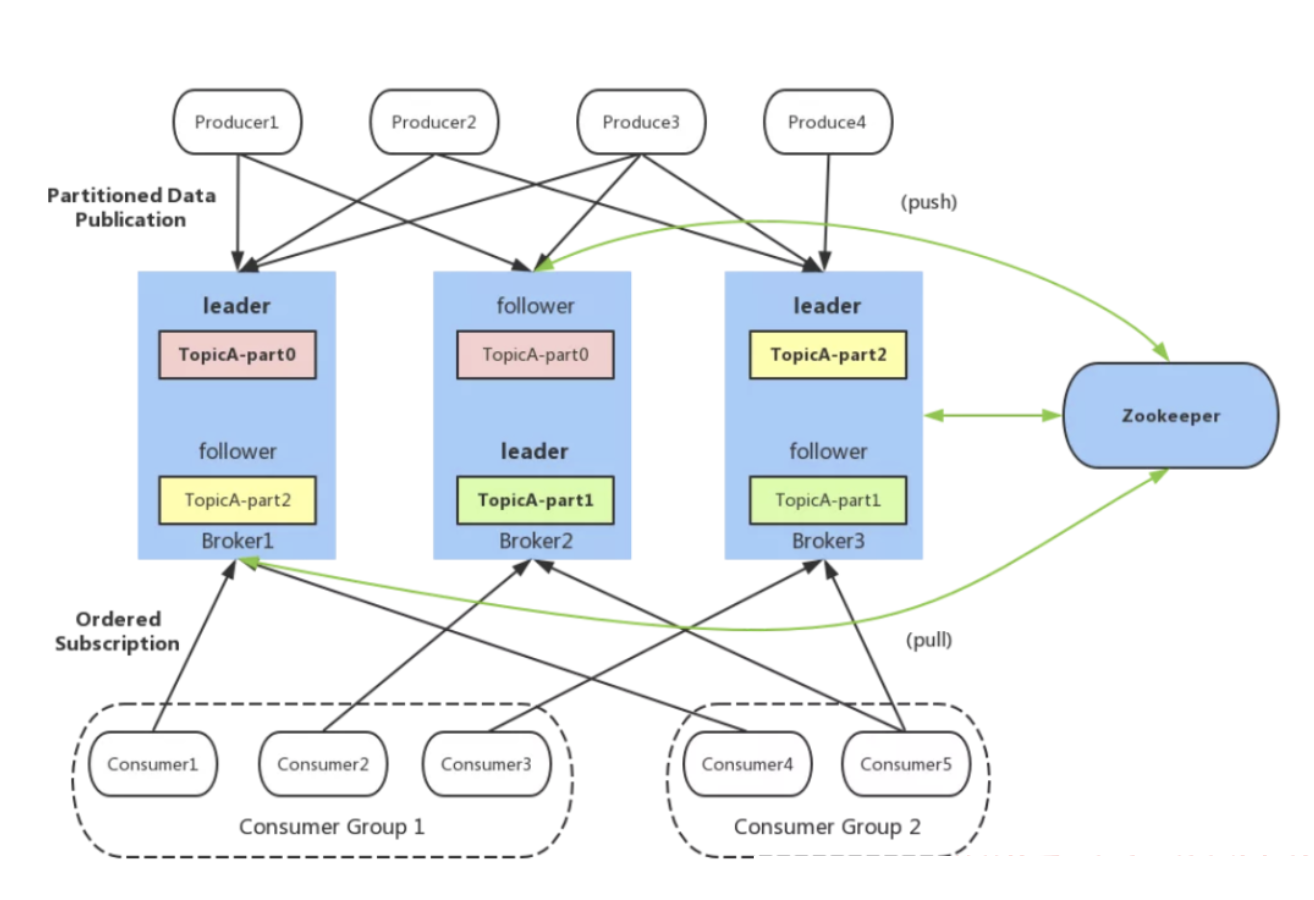 Producer1
Producer2
Produce3
Produce4
Partitioned Data
Publication
(push)
leader
TopicA-part0
follower
TopicA-part2
Broker1
follower
TopicA-part0
leader
TopicA-part1
Broker2
leader
TopicA-part2
follower
TopicA-part1
Broker3
Zookeeper
Ordered
Subscription
(pull)
Consumer1
Consumer2
Consumer3
Consumer Group 1
Consumer4
Consumer5
Consumer Group 2